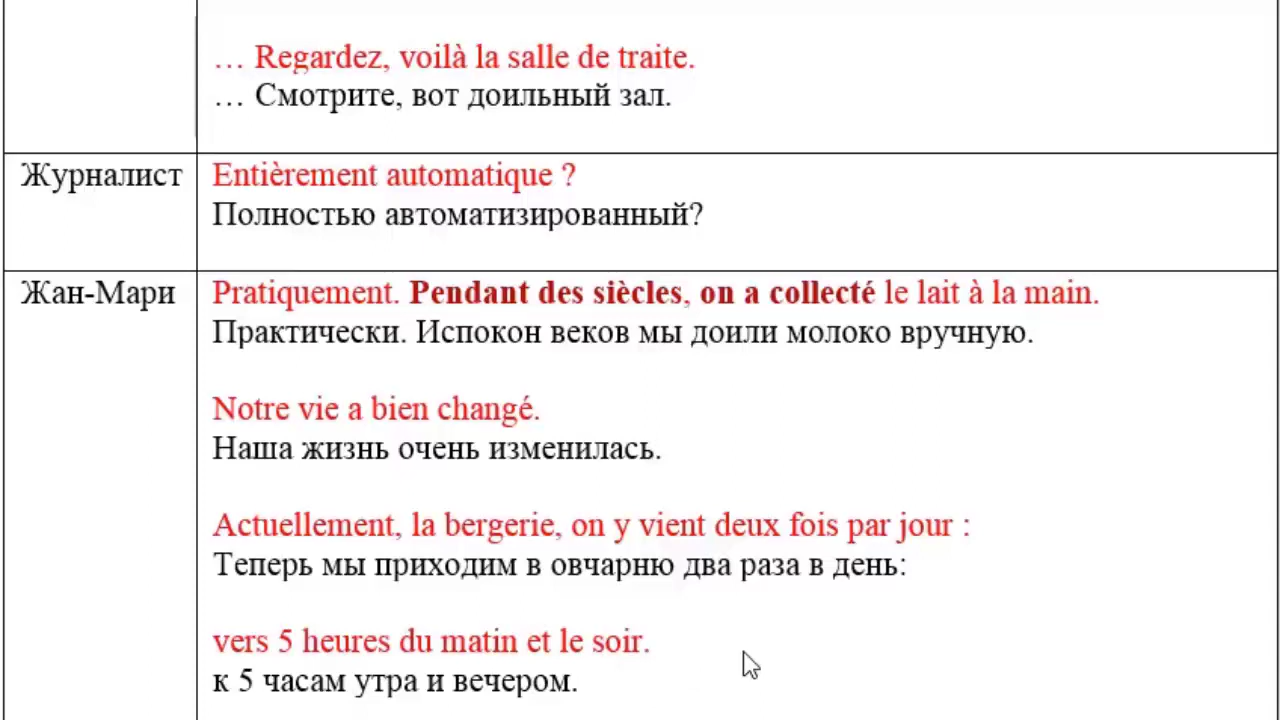 … Regardez, voilà la salle de traite.
… Смотрите, вот доильный зал.
Журналист
Entièrement automatique ?
Полностью автоматизированный?
Жан-Мари
Pratiquement. Pendant des siècles, on a collecté le lait à la main.
Практически. Испокон веков мы доили молоко вручную.
Notre vie a bien changé.
Наша жизнь очень изменилась.
Actuellement, la bergerie, on y vient deux fois par jour :
Теперь мы приходим в овчарню два раза в день:
vers 5 heures du matin et le soir.
к 5 часам утра и вечером.